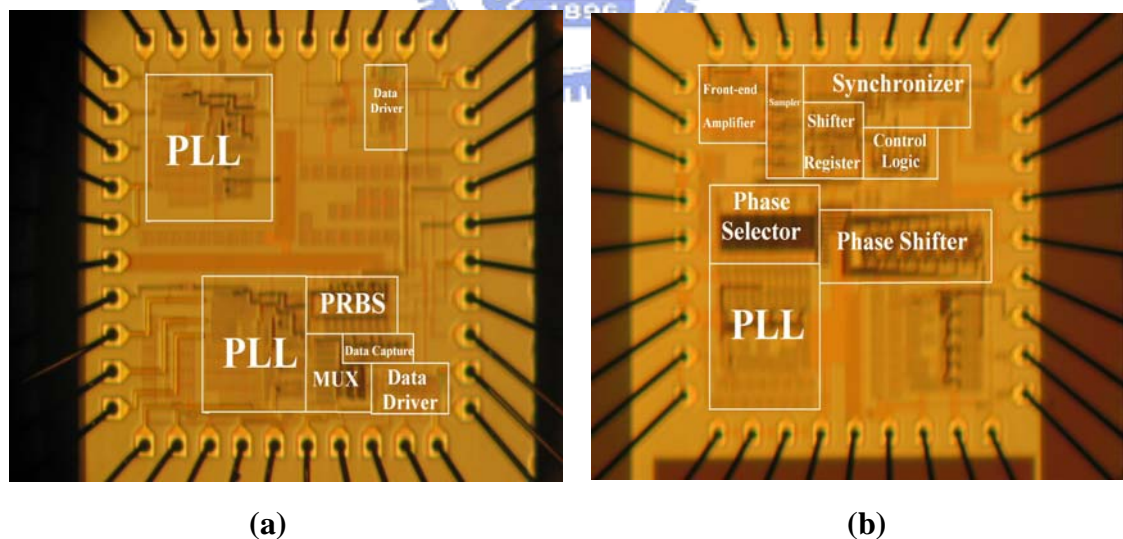 1896
PLL
Data
Driver
PLL
PRBS
Data Capture
MUX
Data
Driver
Front-end
Amplifier
Sampler
Synchronizer
Shifter
Register
Control
Logic
Phase
Selector
Phase Shifter
PLL
(a)
(b)